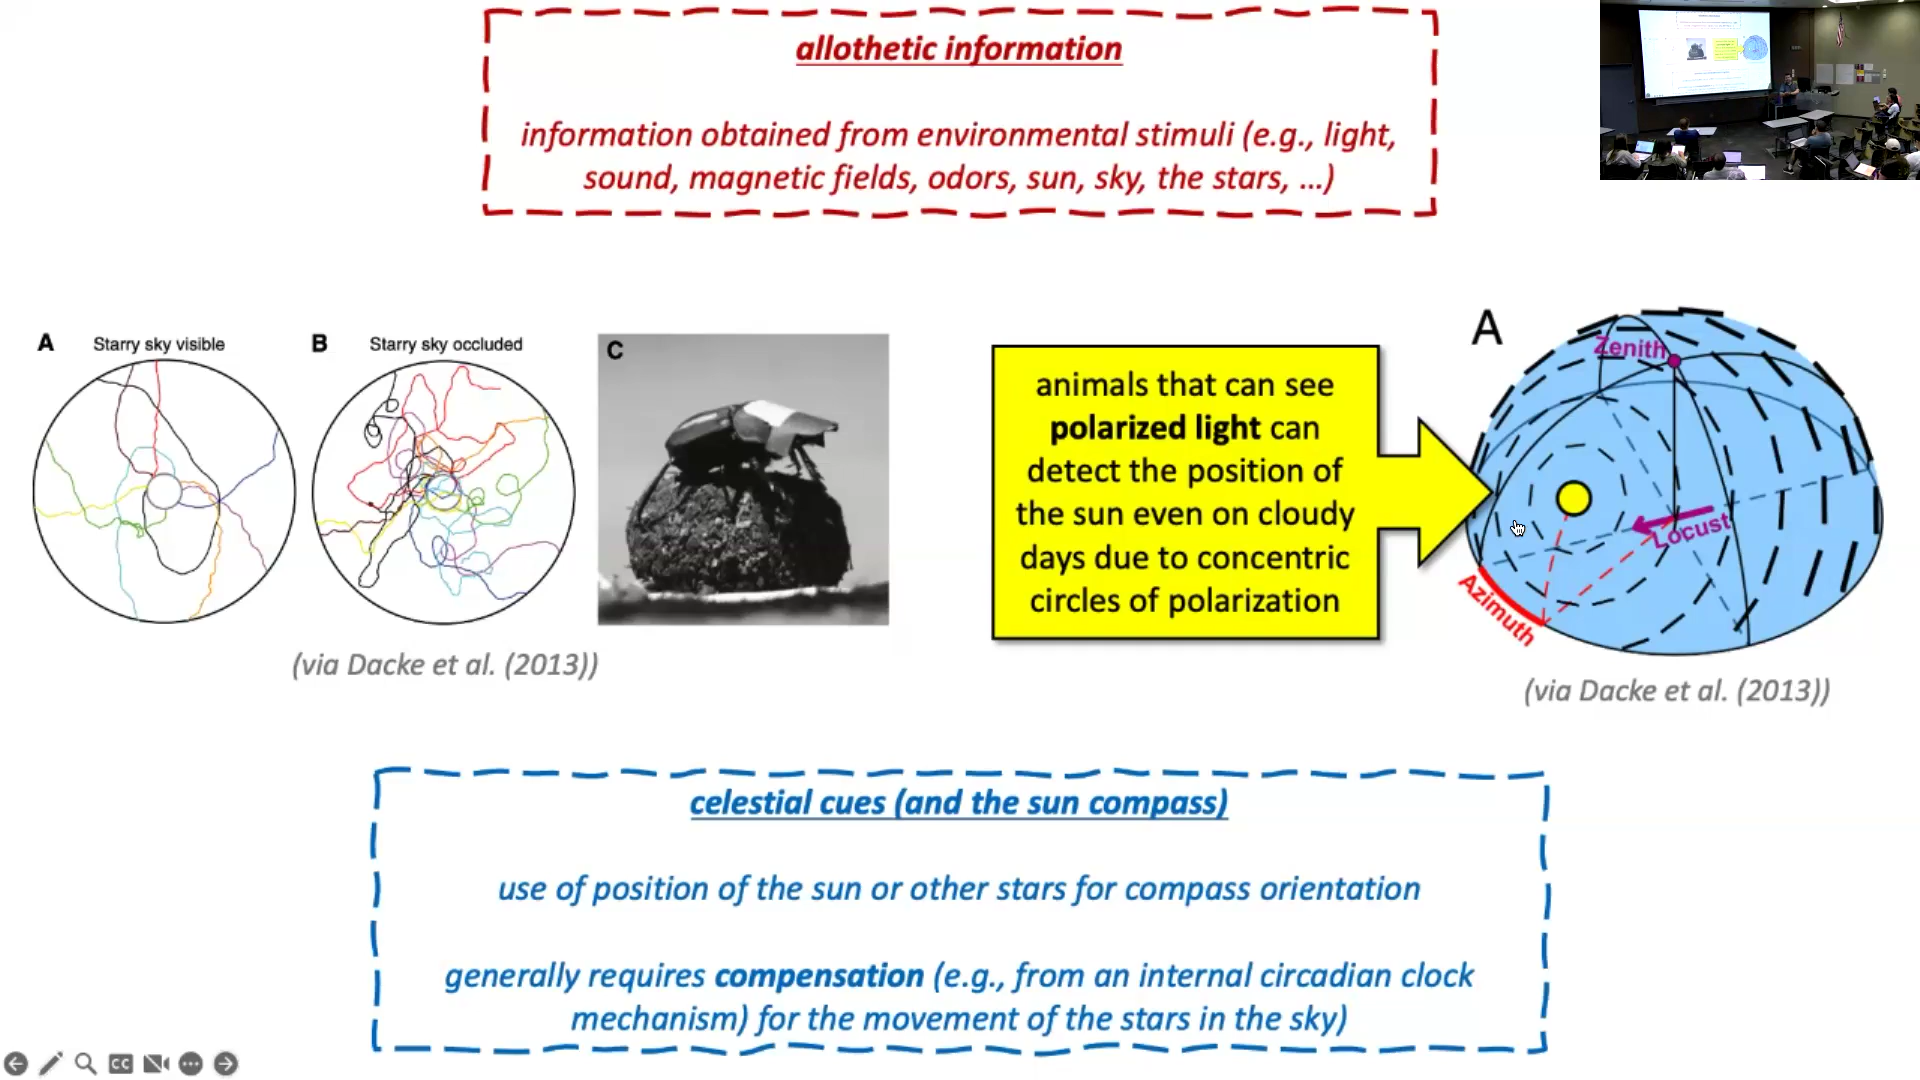 allothetic information
information obtained from environmental stimuli (e.g., light,
sound, magnetic fields, odors, sun, sky, the stars, ...)
A Starry sky visible
B Starry sky occluded
C
(via Dacke et al. (2013))
animals that can see
polarized light can
detect the position of
the sun even on cloudy
days due to concentric
circles of polarization
A
Zenith
Locust
Azimuth
(via Dacke et al. (2013))
celestial cues (and the sun compass)
use of position of the sun or other stars for compass orientation
generally requires compensation (e.g., from an internal circadian clock
mechanism) for the movement of the stars in the sky)
CC